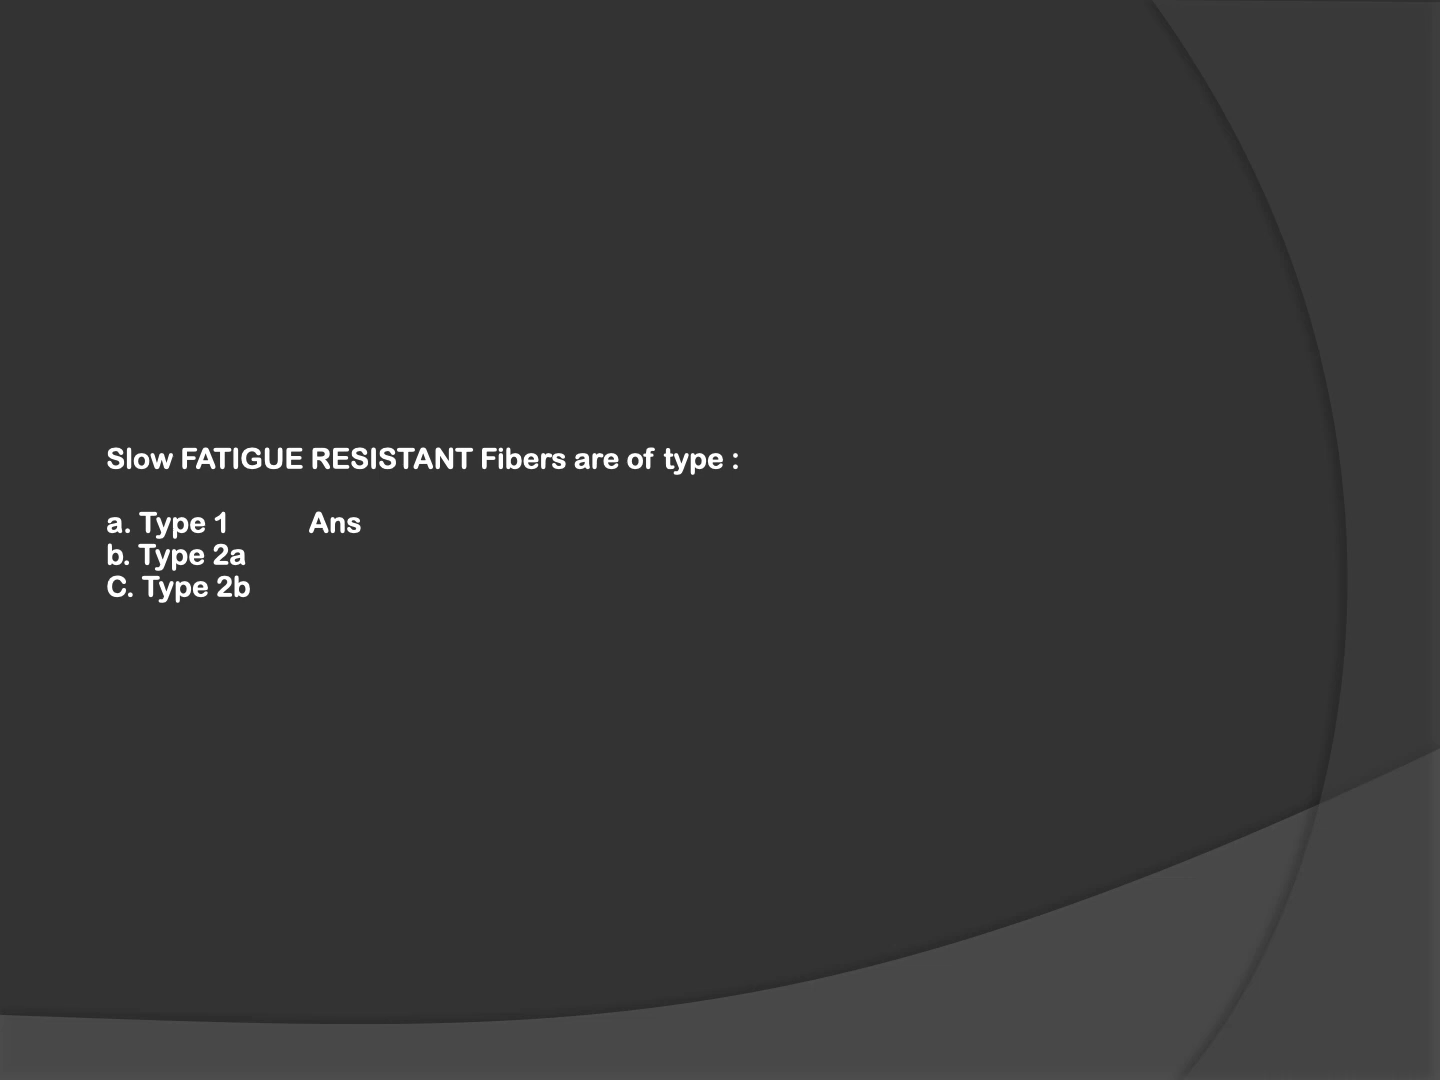 Slow FATIGUE RESISTANT Fibers are of type :
a. Type 1 Ans
b. Type 2a
C. Type 2b